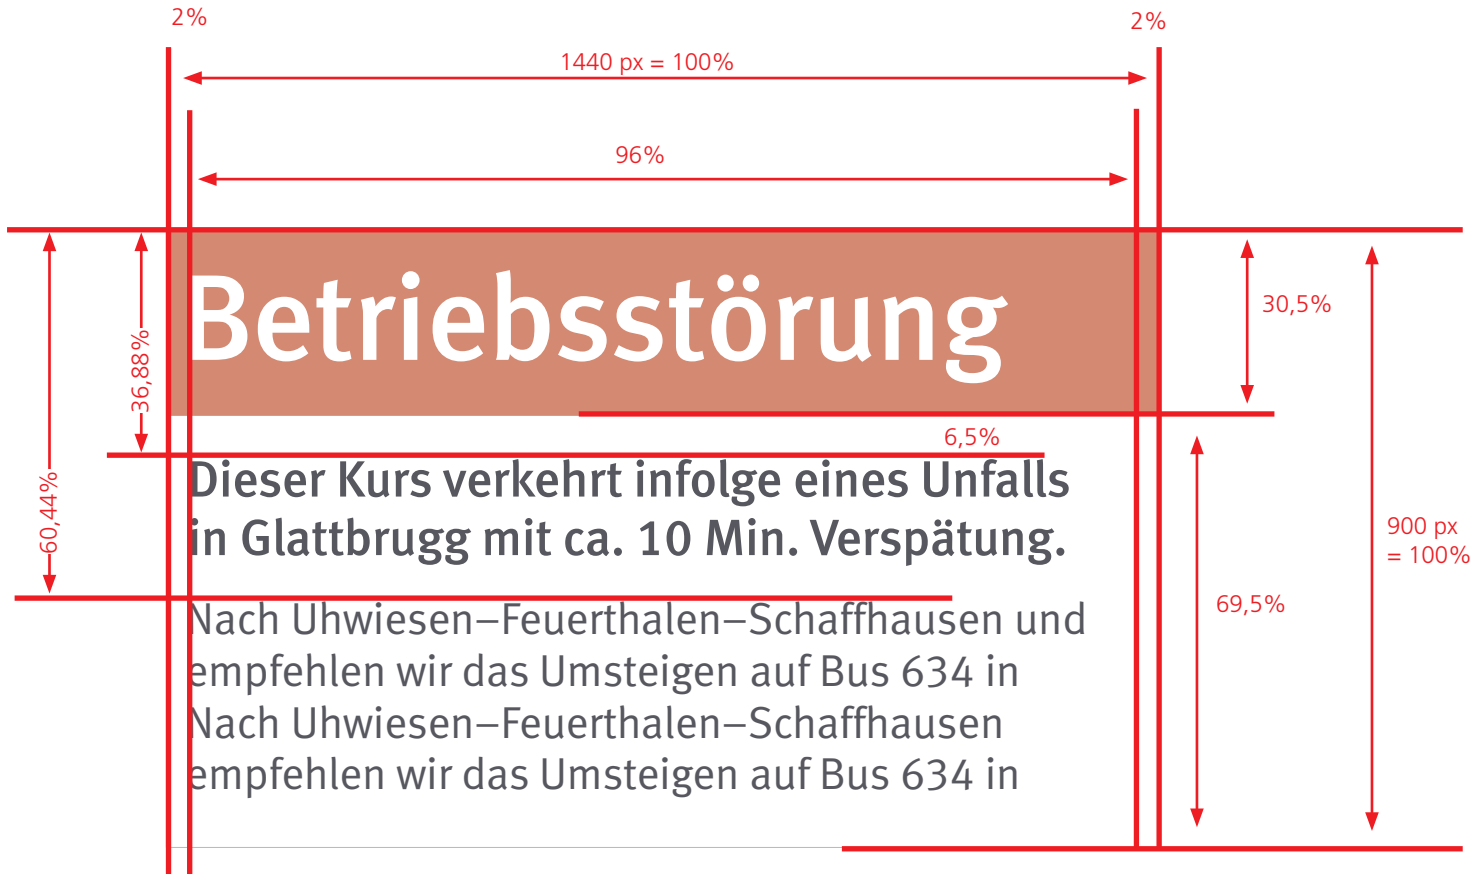 2%
2%
1440 px = 100%
96%
Betriebsstörung
30,5%
36,88%
6,5%
Dieser Kurs verkehrt infolge eines Unfalls
in Glattbrugg mit ca. 10 Min. Verspätung.
60,44%
900 px
= 100%
69,5%
Nach Uhwiesen–Feuerthalen–Schaffhausen und
empfehlen wir das Umsteigen auf Bus 634 in
Nach Uhwiesen–Feuerthalen–Schaffhausen
empfehlen wir das Umsteigen auf Bus 634 in